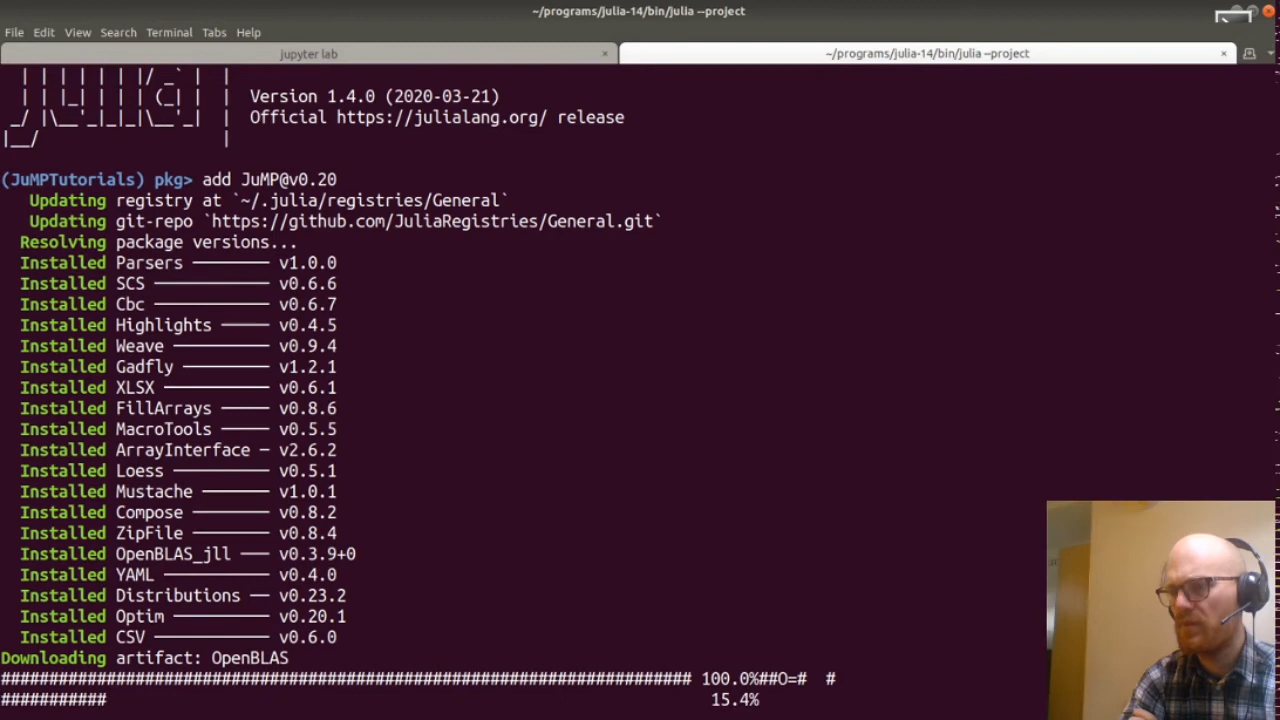 ~/programs/julia-14/bin/julia --project
File Edit View Search Terminal Tabs Help
jupyter lab × ~/programs/julia-14/bin/julia --project ×
Version 1.4.0 (2020-03-21)
Official https://julialang.org/ release
(JuMPTutorials) pkg> add JuMP@v0.20
Updating registry at `~/.julia/registries/General`
Updating git-repo `https://github.com/JuliaRegistries/General.git`
Resolving package versions...
Installed Parsers ──────── v1.0.0
Installed SCS ──────────── v0.6.6
Installed Cbc ──────────── v0.6.7
Installed Highlights ───── v0.4.5
Installed Weave ────────── v0.9.4
Installed Gadfly ───────── v1.2.1
Installed XLSX ─────────── v0.6.1
Installed FillArrays ───── v0.8.6
Installed MacroTools ───── v0.5.5
Installed ArrayInterface ─ v2.6.2
Installed Loess ────────── v0.5.1
Installed Mustache ─────── v1.0.1
Installed Compose ──────── v0.8.2
Installed ZipFile ──────── v0.8.4
Installed OpenBLAS_jll ─── v0.3.9+0
Installed YAML ─────────── v0.4.0
Installed Distributions ── v0.23.2
Installed Optim ────────── v0.20.1
Installed CSV ──────────── v0.6.0
Downloading artifact: OpenBLAS
######################################################################## 100.0%##O=#  #
########### 15.4%